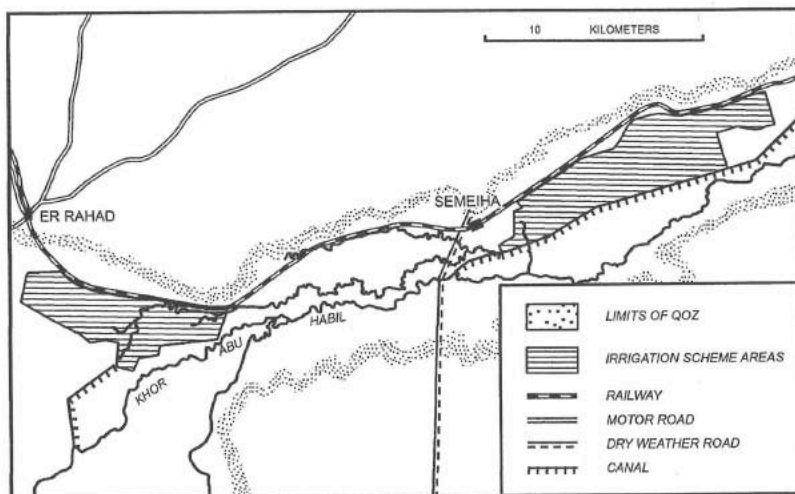 10 KILOMETERS
ER RAHAD
SEMEIHA
KHOR ABU HABIL
LIMITS OF QOZ
IRRIGATION SCHEME AREAS
RAILWAY
MOTOR ROAD
DRY WEATHER ROAD
CANAL